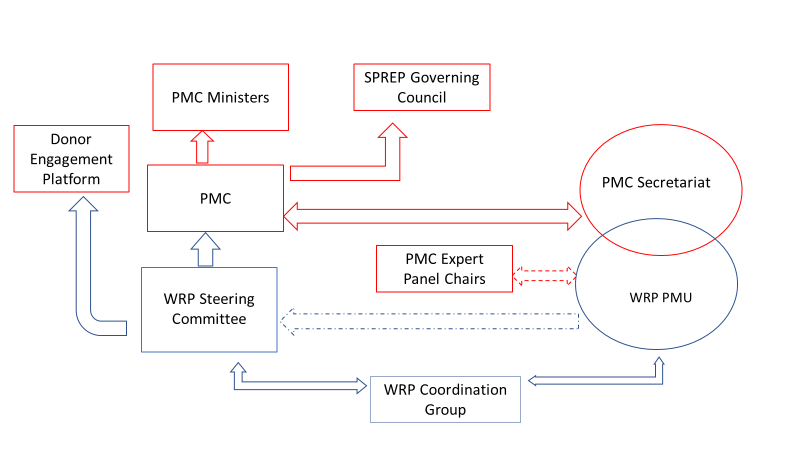 PMC Ministers
SPREP Governing
Council
Donor
Engagement
Platform
PMC
PMC Secretariat
PMC Expert
Panel Chairs
WRP Steering
Committee
WRP PMU
WRP Coordination
Group